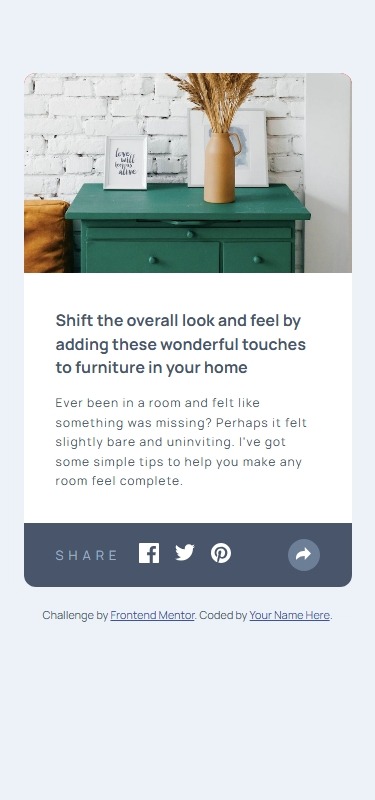 love
will
Shift the overall look and feel by
adding these wonderful touches
to furniture in your home
Ever been in a room and felt like
something was missing? Perhaps it felt
slightly bare and uninviting. I've got
some simple tips to help you make any
room feel complete.
SHARE
Challenge by Frontend Mentor. Coded by Your Name Here.